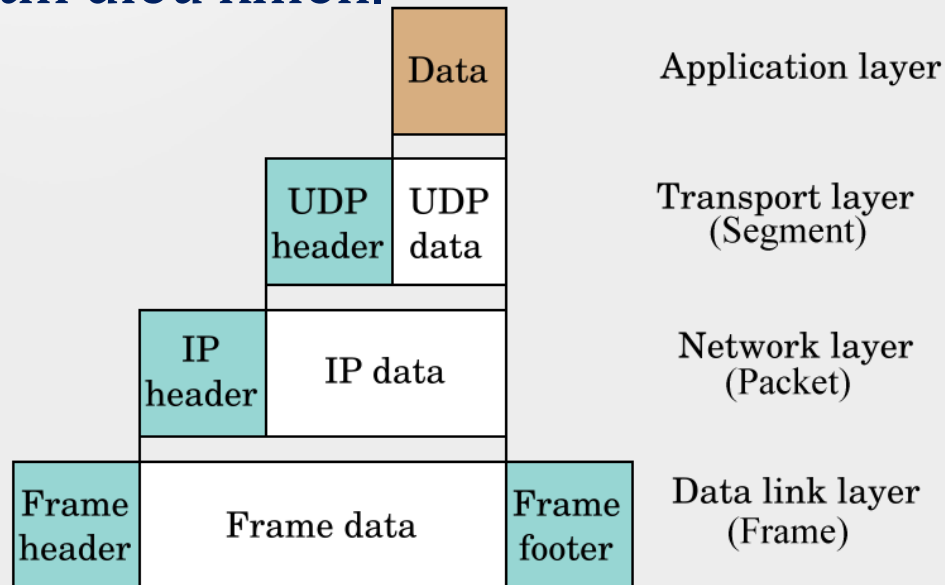 Data
Application layer
UDP
header
UDP
data
Transport layer
(Segment)
IP
header
IP data
Network layer
(Packet)
Frame
header
Frame data
Frame
footer
Data link layer
(Frame)